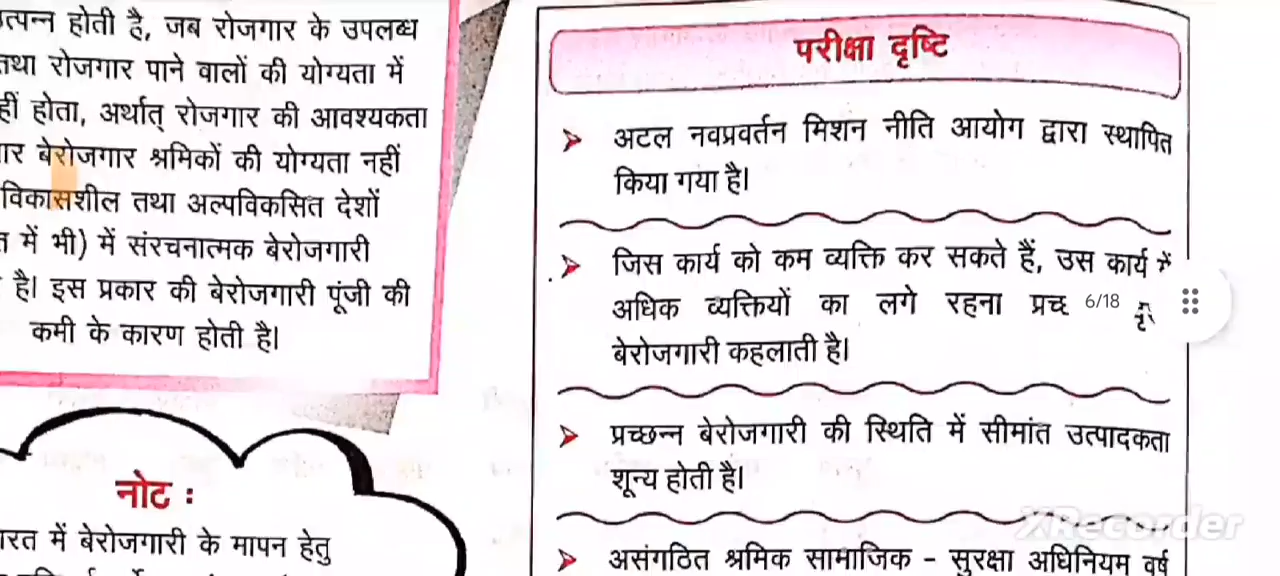 होती है, जब रोजगार के उपलब्ध
तथा रोजगार पाने वालों की योग्यता में
होता, अर्थात् रोजगार की आवश्यकता
बेरोजगार श्रमिकों की योग्यता नहीं
विकासशील तथा अल्पविकसित देशों
में भी) में संरचनात्मक बेरोजगारी
है। इस प्रकार की बेरोजगारी पूंजी की
कमी के कारण होती है।
नोट :
में बेरोजगारी के मापन हेतु
परीक्षा दृष्टि
➤ अटल नवप्रवर्तन मिशन नीति आयोग द्वारा स्थापित
किया गया है।
➤ जिस कार्य को कम व्यक्ति कर सकते हैं, उस कार्य में
अधिक व्यक्तियों का लगे रहना
6/18
बेरोजगारी कहलाती है।
➤ प्रच्छन्न बेरोजगारी की स्थिति में सीमांत उत्पादकता
शून्य होती है।
XRecorder
➤ असंगठित श्रमिक सामाजिक - सुरक्षा अधिनियम वर्ष